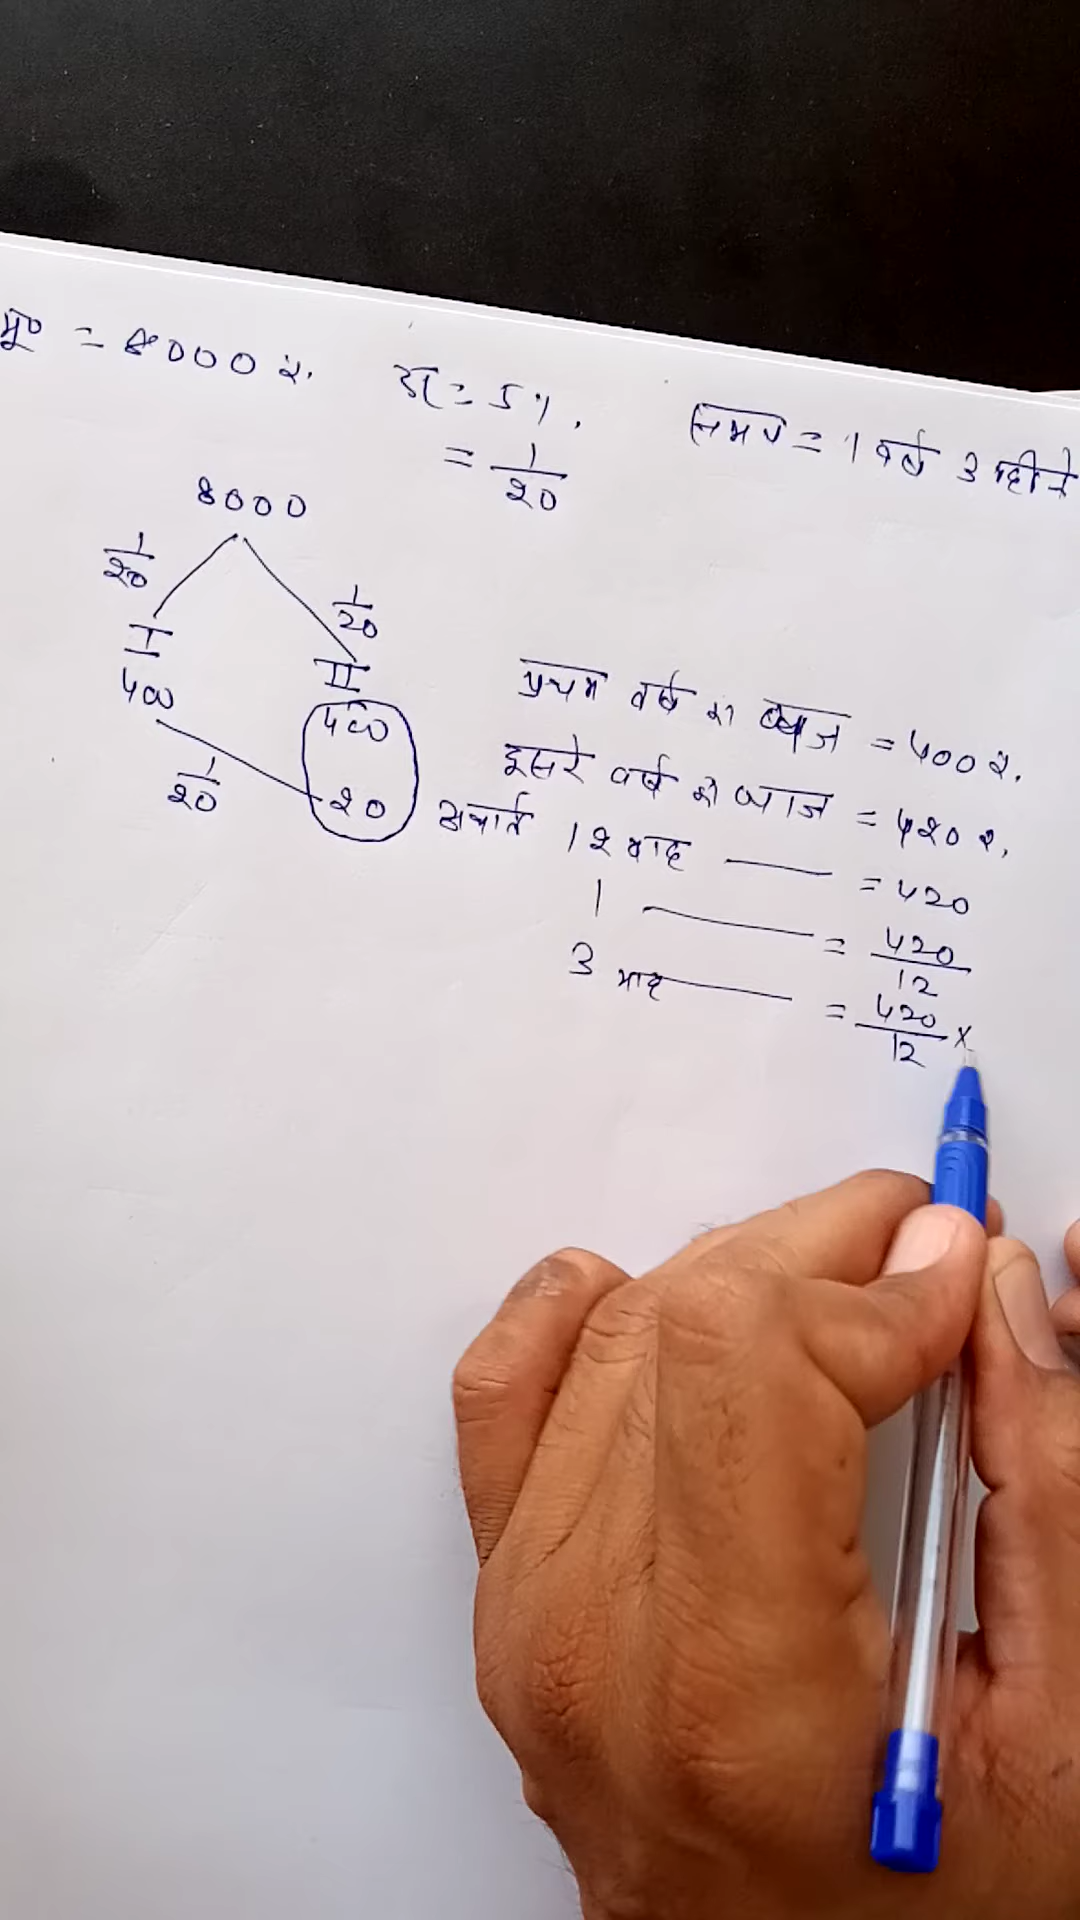 मू० = 8000 रु. दर = 5%. समय = 1 वर्ष 3 महीने
= 1/20
8000
1/20 1/20
I II
400 400
1/20 20
प्रथम वर्ष का ब्याज = 400 रु.
दूसरे वर्ष का ब्याज = 420 रु.
अर्थात 12 माह = 420
1 = 420/12
3 माह = 420/12 ×